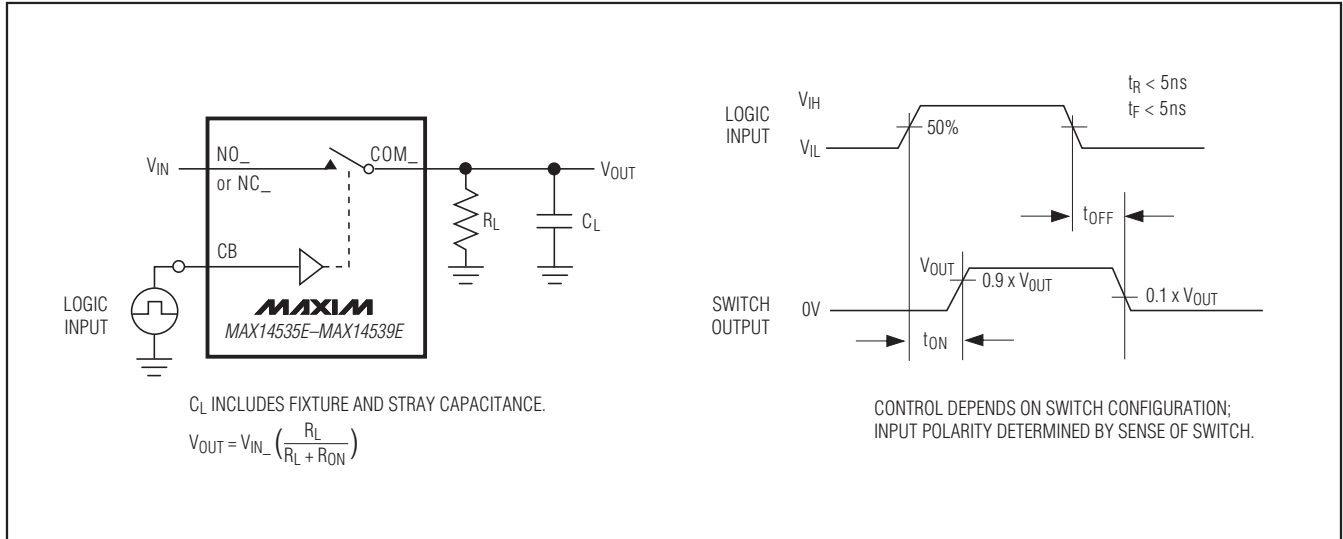 V_IN
NO_
or NC_
COM_
V_OUT
R_L
C_L
CB
LOGIC
INPUT
MAXIM
MAX14535E–MAX14539E
C_L INCLUDES FIXTURE AND STRAY CAPACITANCE.
V_OUT = V_IN_ (R_L / (R_L + R_ON))
LOGIC
INPUT
V_IH
V_IL
50%
t_R < 5ns
t_F < 5ns
t_OFF
SWITCH
OUTPUT
V_OUT
0V
0.9 x V_OUT
0.1 x V_OUT
t_ON
CONTROL DEPENDS ON SWITCH CONFIGURATION;
INPUT POLARITY DETERMINED BY SENSE OF SWITCH.